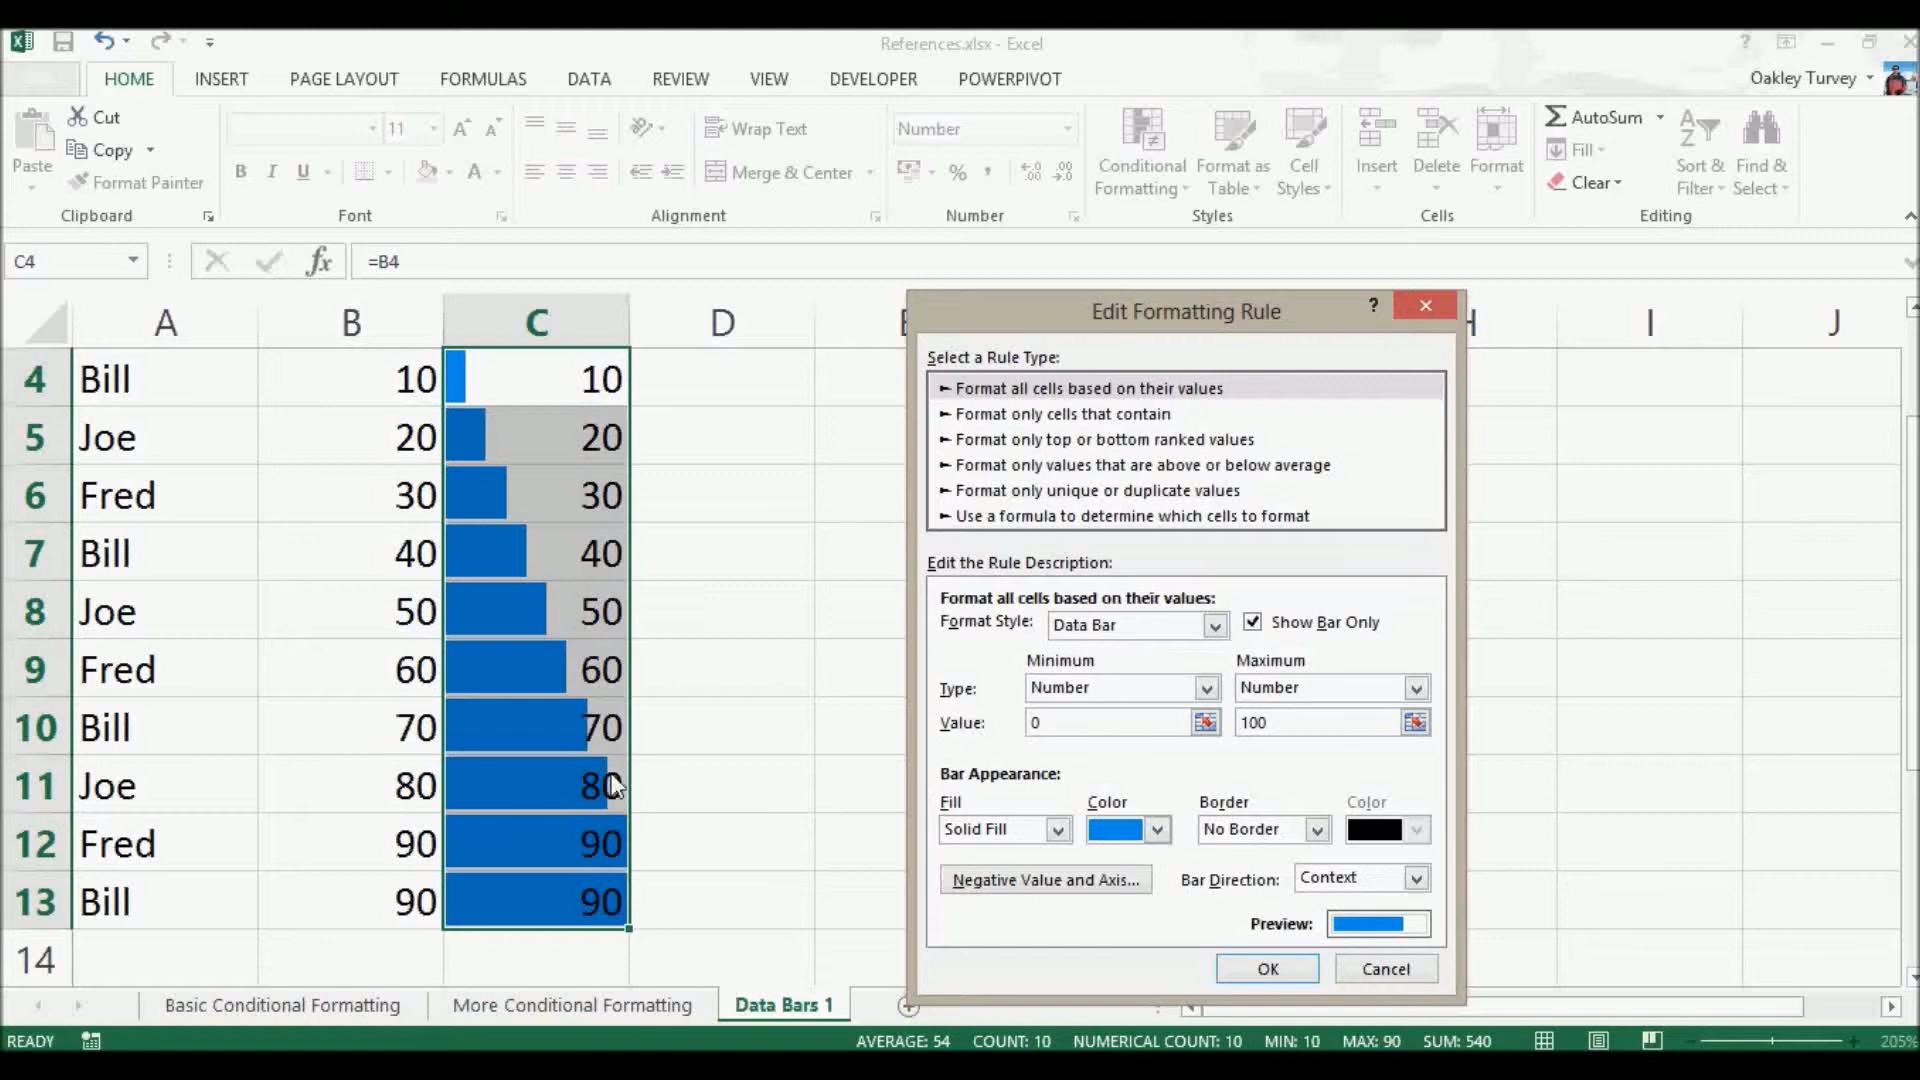 References.xlsx - Excel
HOME INSERT PAGE LAYOUT FORMULAS DATA REVIEW VIEW DEVELOPER POWERPIVOT Oakley Turvey
Paste
Cut
Copy
Format Painter
Clipboard
11
B I U
Font
Wrap Text
Merge & Center
Alignment
Number
%
Number
Conditional Formatting
Format as Table
Cell Styles
Styles
Insert
Delete
Format
Cells
AutoSum
Fill
Clear
Sort & Filter
Find & Select
Editing
C4 fx =B4
A B C D H I J
4 Bill 10 10
5 Joe 20 20
6 Fred 30 30
7 Bill 40 40
8 Joe 50 50
9 Fred 60 60
10 Bill 70 70
11 Joe 80 80
12 Fred 90 90
13 Bill 90 90
14
Edit Formatting Rule ?
Select a Rule Type:
► Format all cells based on their values
► Format only cells that contain
► Format only top or bottom ranked values
► Format only values that are above or below average
► Format only unique or duplicate values
► Use a formula to determine which cells to format
Edit the Rule Description:
Format all cells based on their values:
Format Style: Data Bar Show Bar Only
Minimum Maximum
Type: Number Number
Value: 0 100
Bar Appearance:
Fill Color Border Color
Solid Fill No Border
Negative Value and Axis... Bar Direction: Context
Preview:
OK Cancel
Basic Conditional Formatting More Conditional Formatting Data Bars 1
READY AVERAGE: 54 COUNT: 10 NUMERICAL COUNT: 10 MIN: 10 MAX: 90 SUM: 540 205%